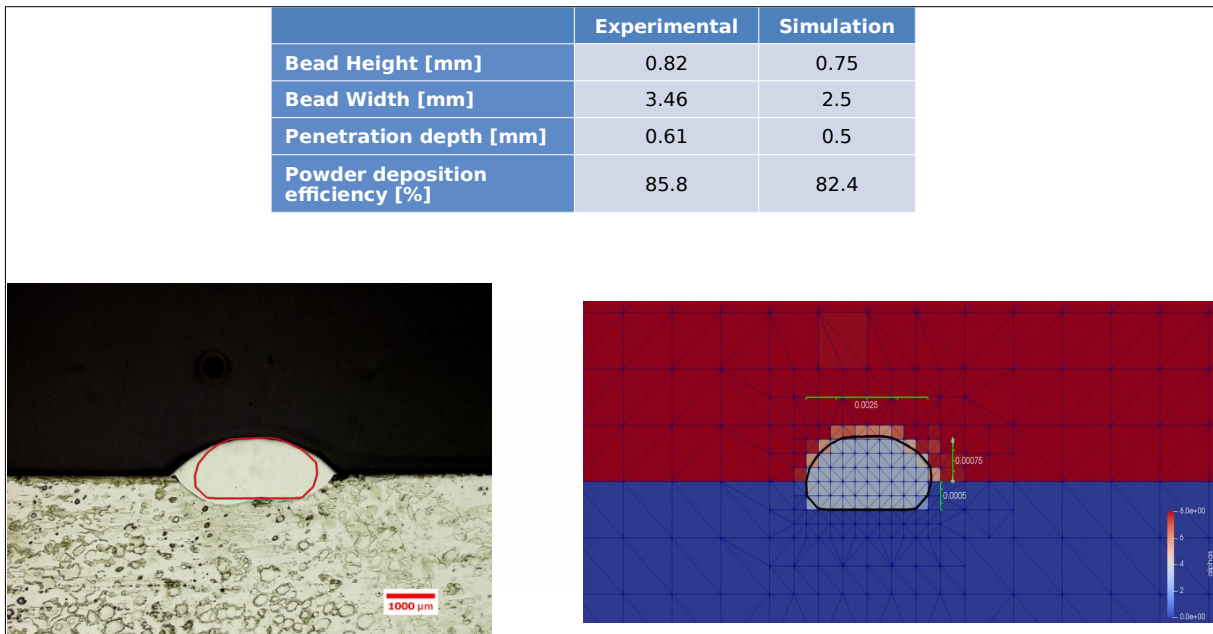 Experimental Simulation
Bead Height [mm] 0.82 0.75
Bead Width [mm] 3.46 2.5
Penetration depth [mm] 0.61 0.5
Powder deposition
efficiency [%] 85.8 82.4
1000 µm
0.0025
0.00075
0.0005
8.0e+00
6
4
2
0.0e+00
alphas